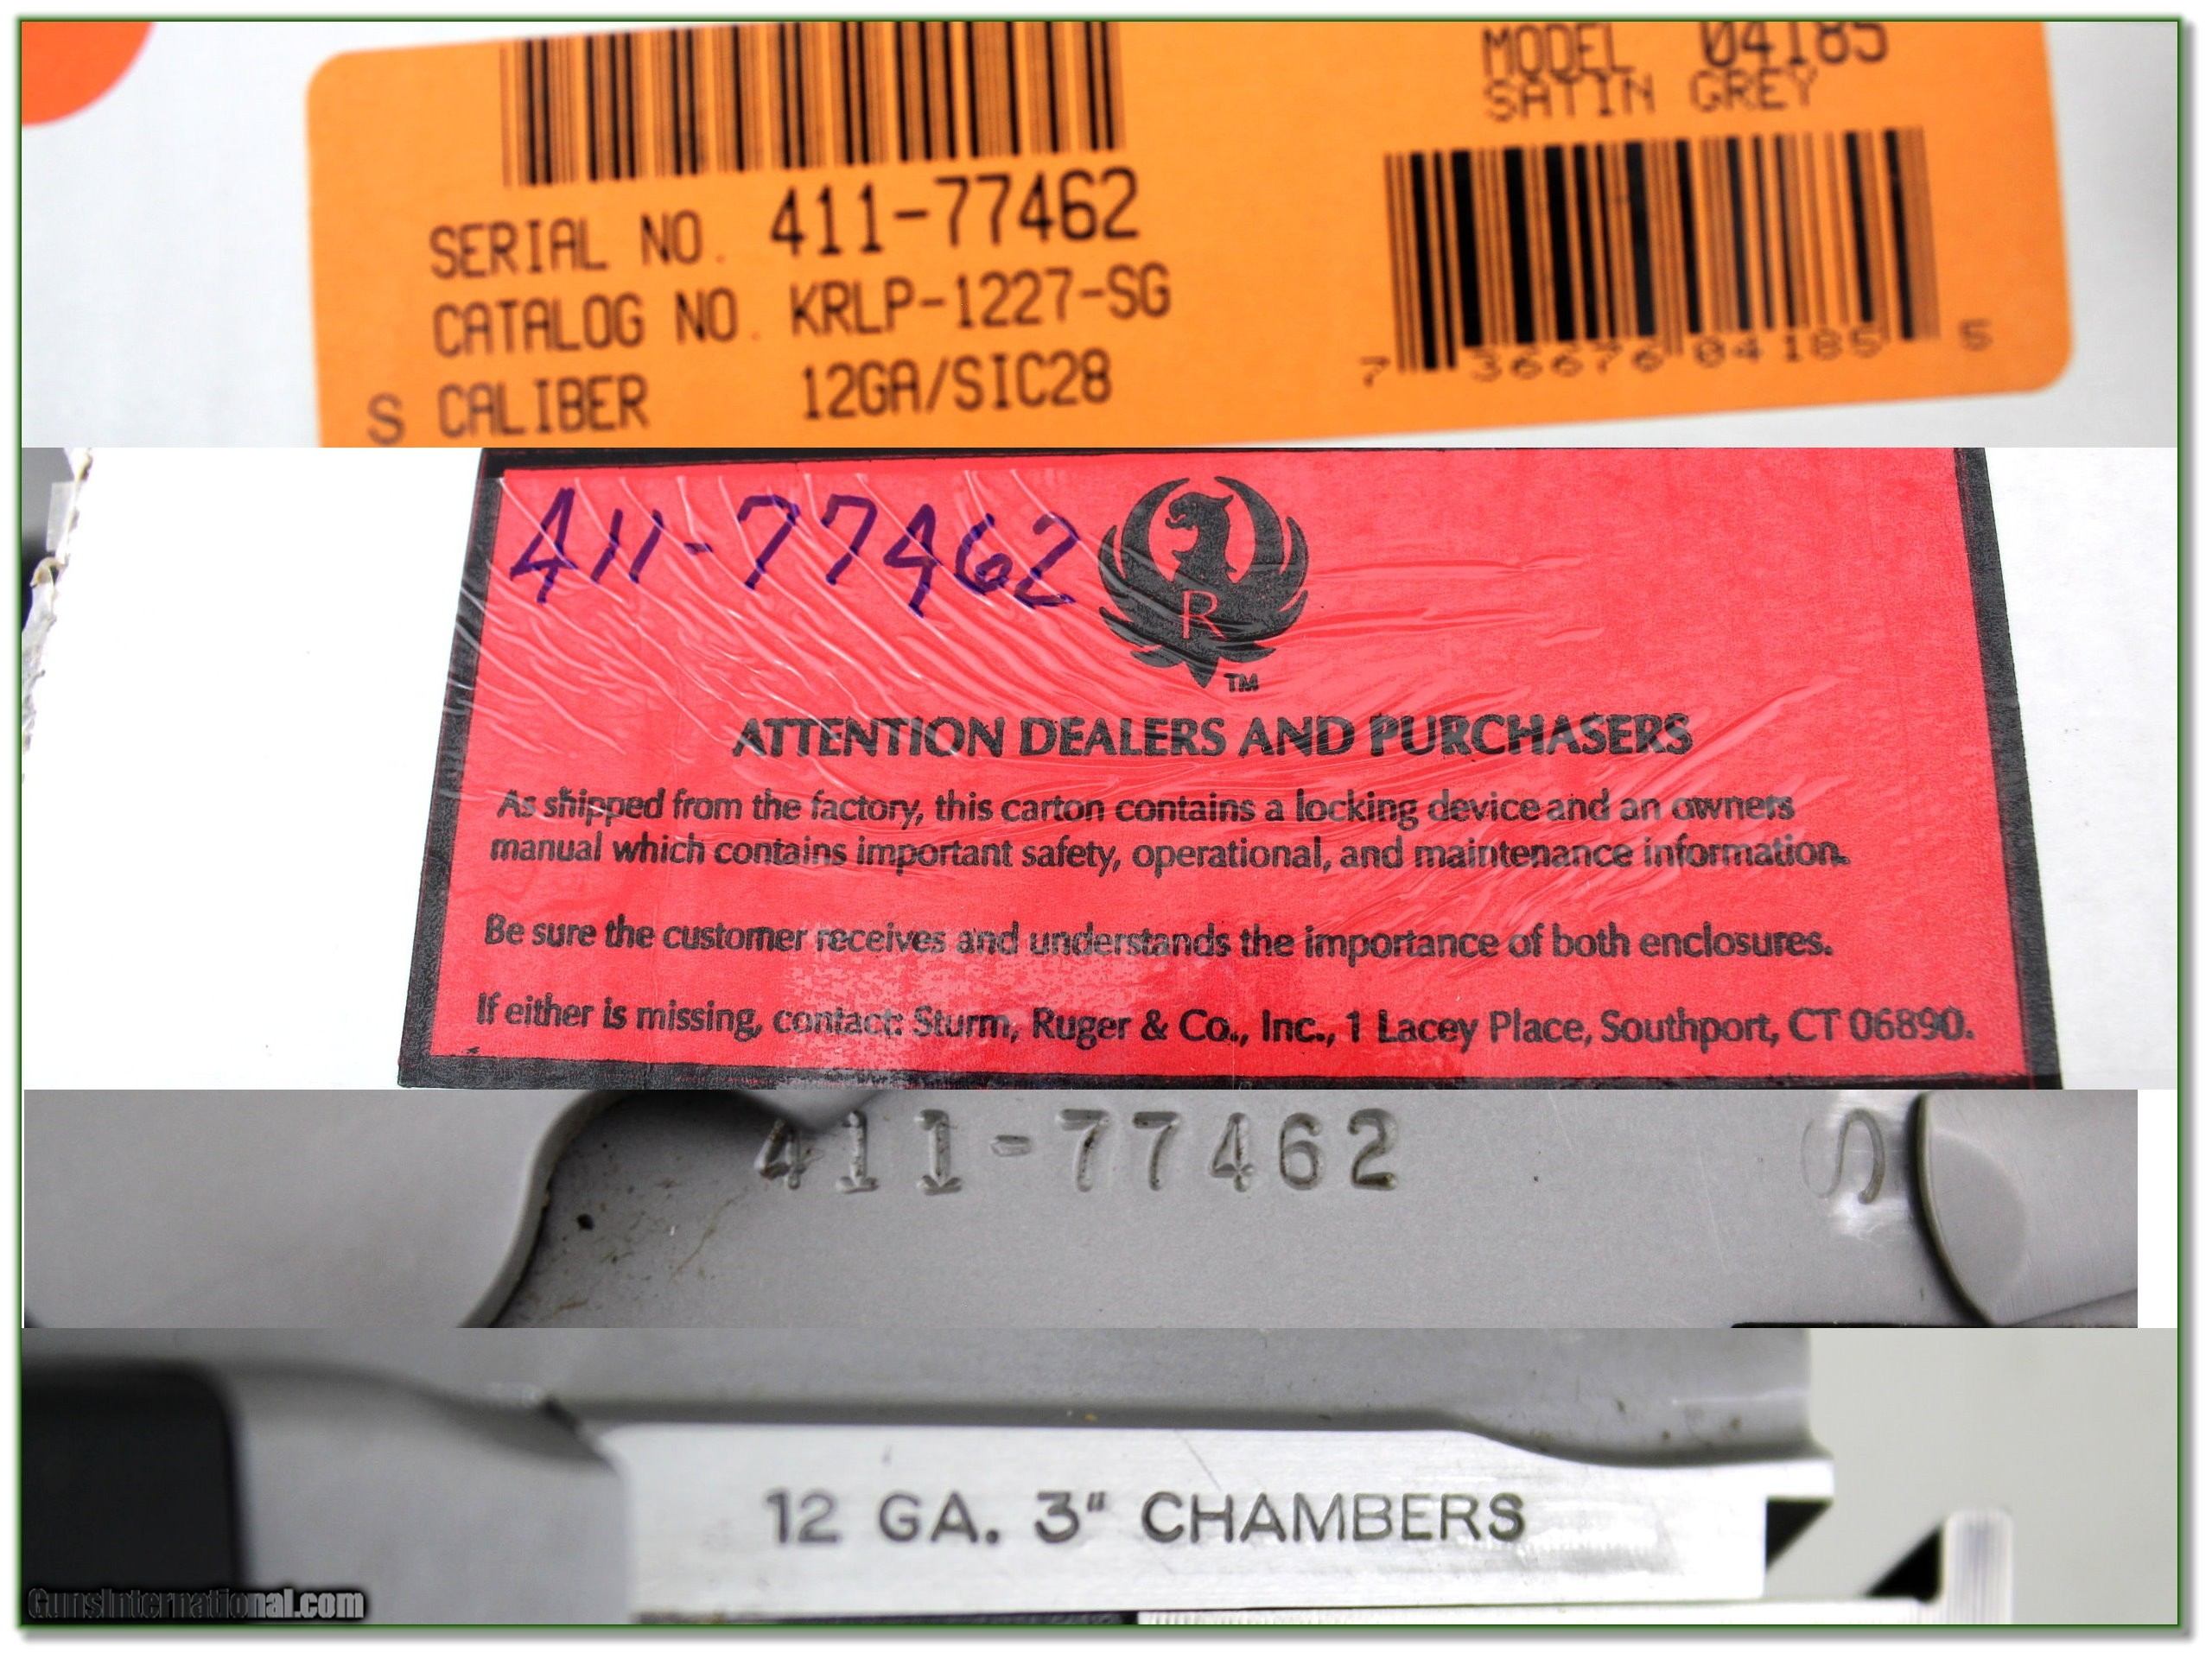 MODEL 04185
SATIN GREY
SERIAL NO. 411-77462
CATALOG NO. KRLP-1227-SG
S CALIBER 12GA/SIC28
7 36676 04185 5
411-77462
R
TM
ATTENTION DEALERS AND PURCHASERS
As shipped from the factory, this carton contains a locking device and an owners
manual which contains important safety, operational, and maintenance information.
Be sure the customer receives and understands the importance of both enclosures.
If either is missing, contact: Sturm, Ruger & Co., Inc., 1 Lacey Place, Southport, CT 06890.
411-77462 S
12 GA. 3" CHAMBERS
GunsInternational.com